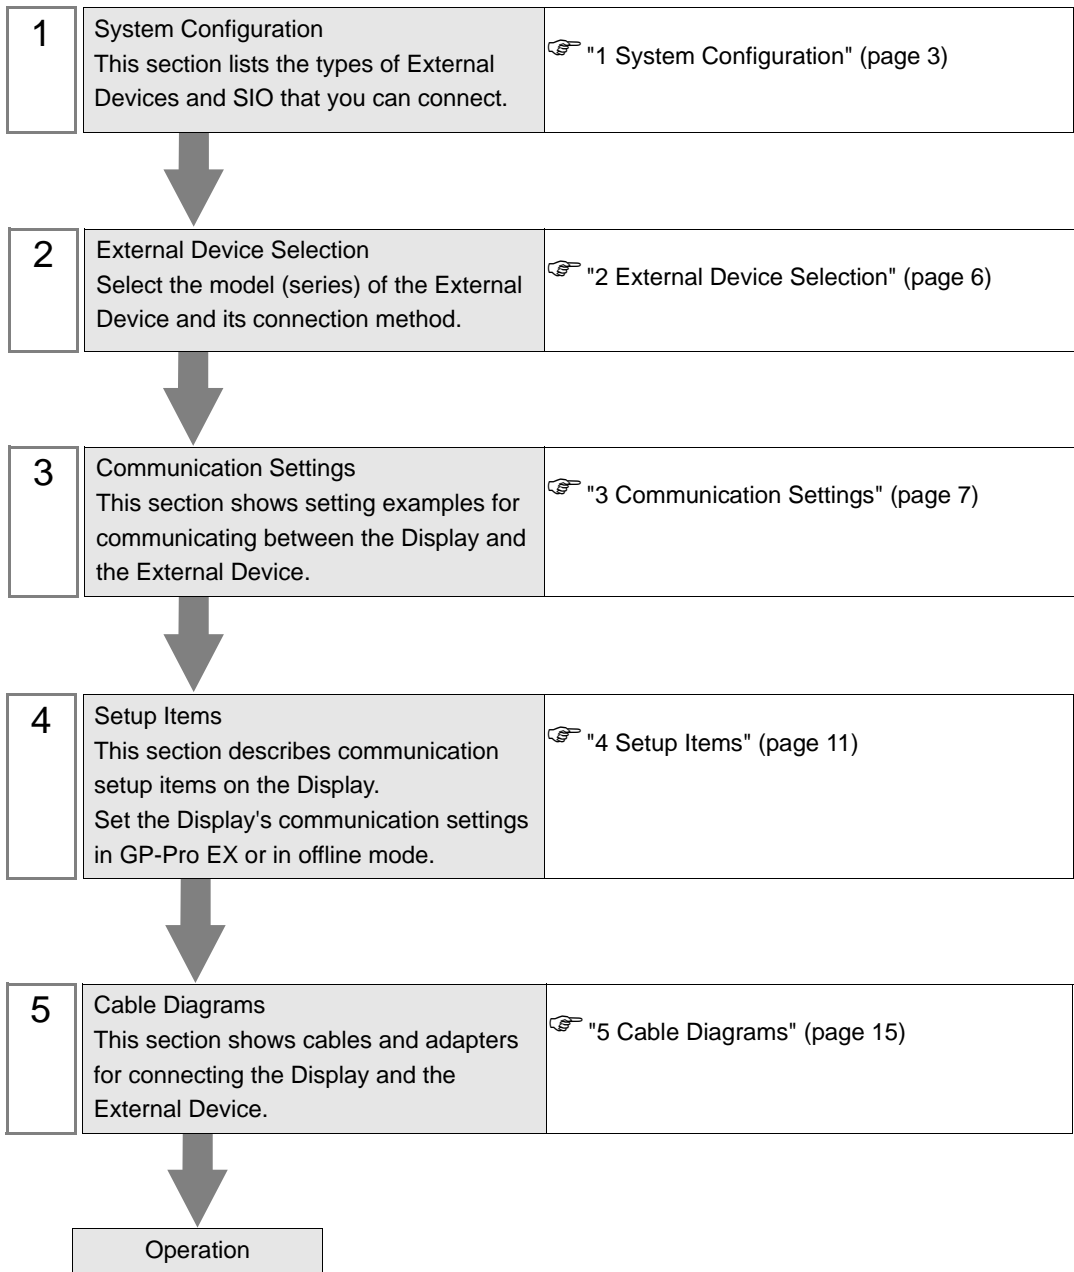 1
System Configuration
This section lists the types of External
Devices and SIO that you can connect.
"1 System Configuration" (page 3)
2
External Device Selection
Select the model (series) of the External
Device and its connection method.
"2 External Device Selection" (page 6)
3
Communication Settings
This section shows setting examples for
communicating between the Display and
the External Device.
"3 Communication Settings" (page 7)
4
Setup Items
This section describes communication
setup items on the Display.
Set the Display's communication settings
in GP-Pro EX or in offline mode.
"4 Setup Items" (page 11)
5
Cable Diagrams
This section shows cables and adapters
for connecting the Display and the
External Device.
"5 Cable Diagrams" (page 15)
Operation